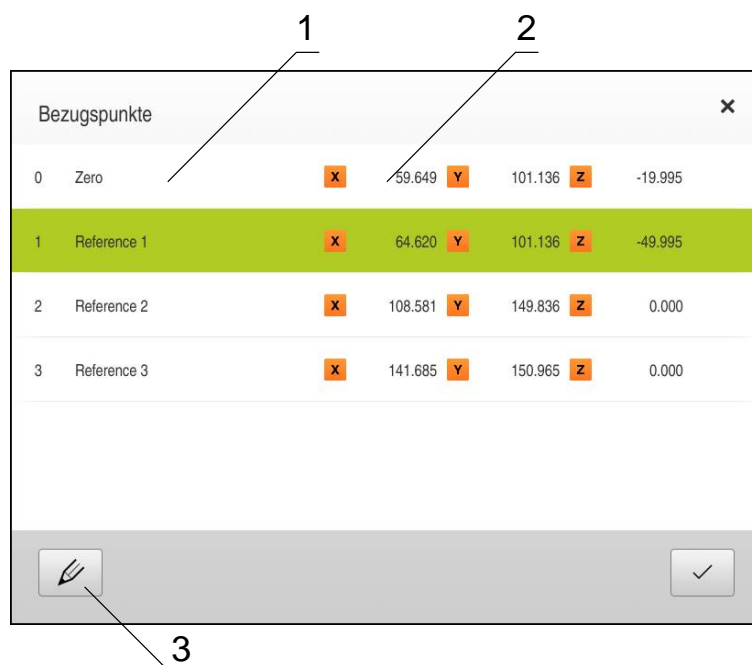 1 2
Bezugspunkte ×
0 Zero X 59.649 Y 101.136 Z -19.995
1 Reference 1 X 64.620 Y 101.136 Z -49.995
2 Reference 2 X 108.581 Y 149.836 Z 0.000
3 Reference 3 X 141.685 Y 150.965 Z 0.000
3